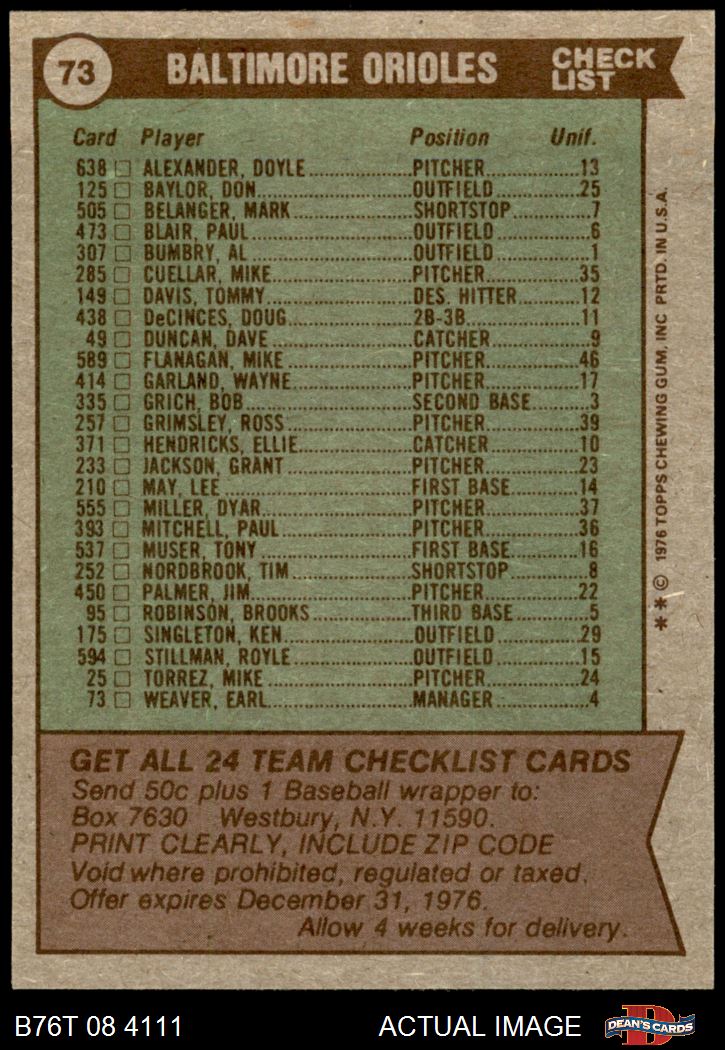 73 BALTIMORE ORIOLES CHECK LIST
Card Player Position Unif.
638 □ ALEXANDER, DOYLE PITCHER 13
125 □ BAYLOR, DON OUTFIELD 25
505 □ BELANGER, MARK SHORTSTOP 7
473 □ BLAIR, PAUL OUTFIELD 6
307 □ BUMBRY, AL OUTFIELD 1
285 □ CUELLAR, MIKE PITCHER 35
149 □ DAVIS, TOMMY DES. HITTER 12
438 □ DeCINCES, DOUG 2B-3B 11
49 □ DUNCAN, DAVE CATCHER 9
589 □ FLANAGAN, MIKE PITCHER 46
414 □ GARLAND, WAYNE PITCHER 17
335 □ GRICH, BOB SECOND BASE 3
257 □ GRIMSLEY, ROSS PITCHER 39
371 □ HENDRICKS, ELLIE CATCHER 10
233 □ JACKSON, GRANT PITCHER 23
210 □ MAY, LEE FIRST BASE 14
555 □ MILLER, DYAR PITCHER 37
393 □ MITCHELL, PAUL PITCHER 36
537 □ MUSER, TONY FIRST BASE 16
252 □ NORDBROOK, TIM SHORTSTOP 8
450 □ PALMER, JIM PITCHER 22
95 □ ROBINSON, BROOKS THIRD BASE 5
175 □ SINGLETON, KEN OUTFIELD 29
594 □ STILLMAN, ROYLE OUTFIELD 15
25 □ TORREZ, MIKE PITCHER 24
73 □ WEAVER, EARL MANAGER 4
** © 1976 TOPPS CHEWING GUM, INC PRTD. IN U.S.A.
GET ALL 24 TEAM CHECKLIST CARDS
Send 50c plus 1 Baseball wrapper to:
Box 7630 Westbury, N.Y. 11590.
PRINT CLEARLY, INCLUDE ZIP CODE
Void where prohibited, regulated or taxed.
Offer expires December 31, 1976.
Allow 4 weeks for delivery.
B76T 08 4111 ACTUAL IMAGE D DEAN'S CARDS